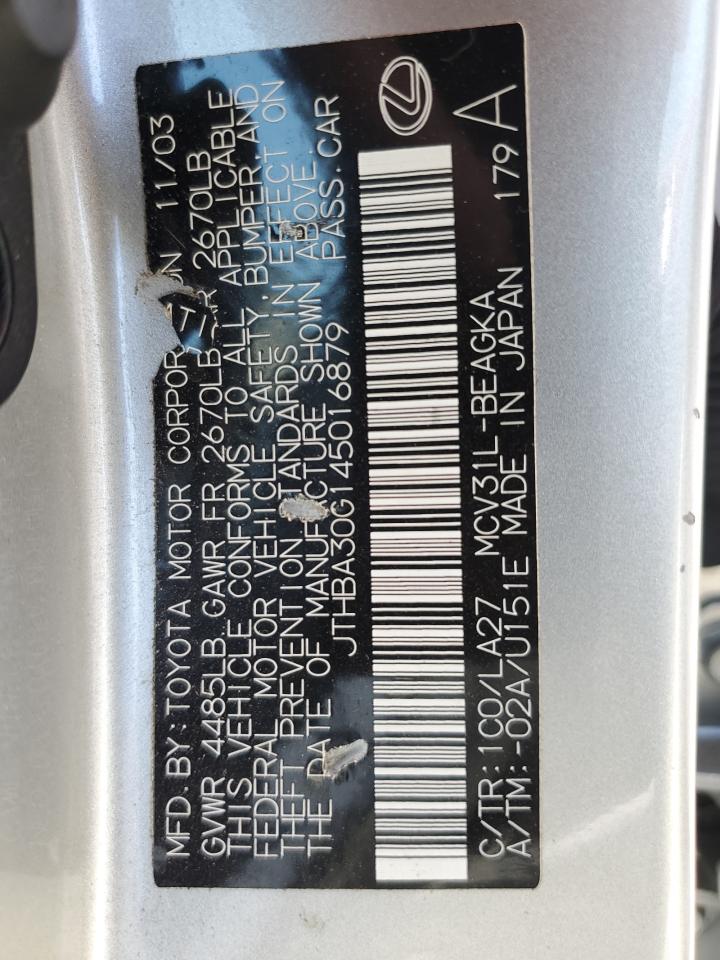 MFD. BY: TOYOTA MOTOR CORPORATION 11/03
GVWR 4485LB GAWR FR 2670LB RR 2670LB
THIS VEHICLE CONFORMS TO ALL APPLICABLE
FEDERAL MOTOR VEHICLE SAFETY, BUMPER, AND
THEFT PREVENTION STANDARDS IN EFFECT ON
THE DATE OF MANUFACTURE SHOWN ABOVE.
JTHBA30G145016879 PASS. CAR
C/TR: 1C0/LA27 MCV31L-BEAGKA 179 A
A/TM: -02A/U151E MADE IN JAPAN